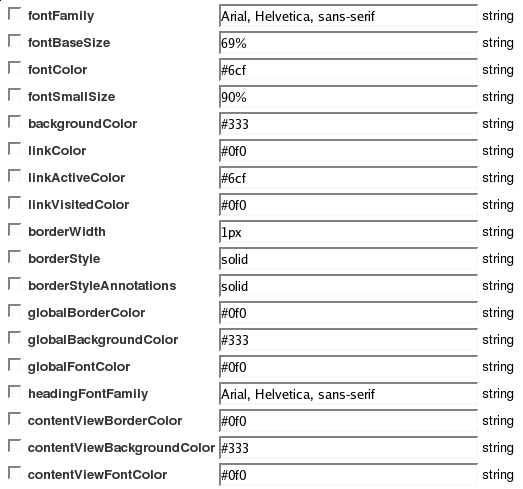 fontFamily Arial, Helvetica, sans-serif string
fontBaseSize 69% string
fontColor #6cf string
fontSmallSize 90% string
backgroundColor #333 string
linkColor #0f0 string
linkActiveColor #6cf string
linkVisitedColor #0f0 string
borderWidth 1px string
borderStyle solid string
borderStyleAnnotations solid string
globalBorderColor #0f0 string
globalBackgroundColor #333 string
globalFontColor #0f0 string
headingFontFamily Arial, Helvetica, sans-serif string
contentViewBorderColor #0f0 string
contentViewBackgroundColor #333 string
contentViewFontColor #0f0 string